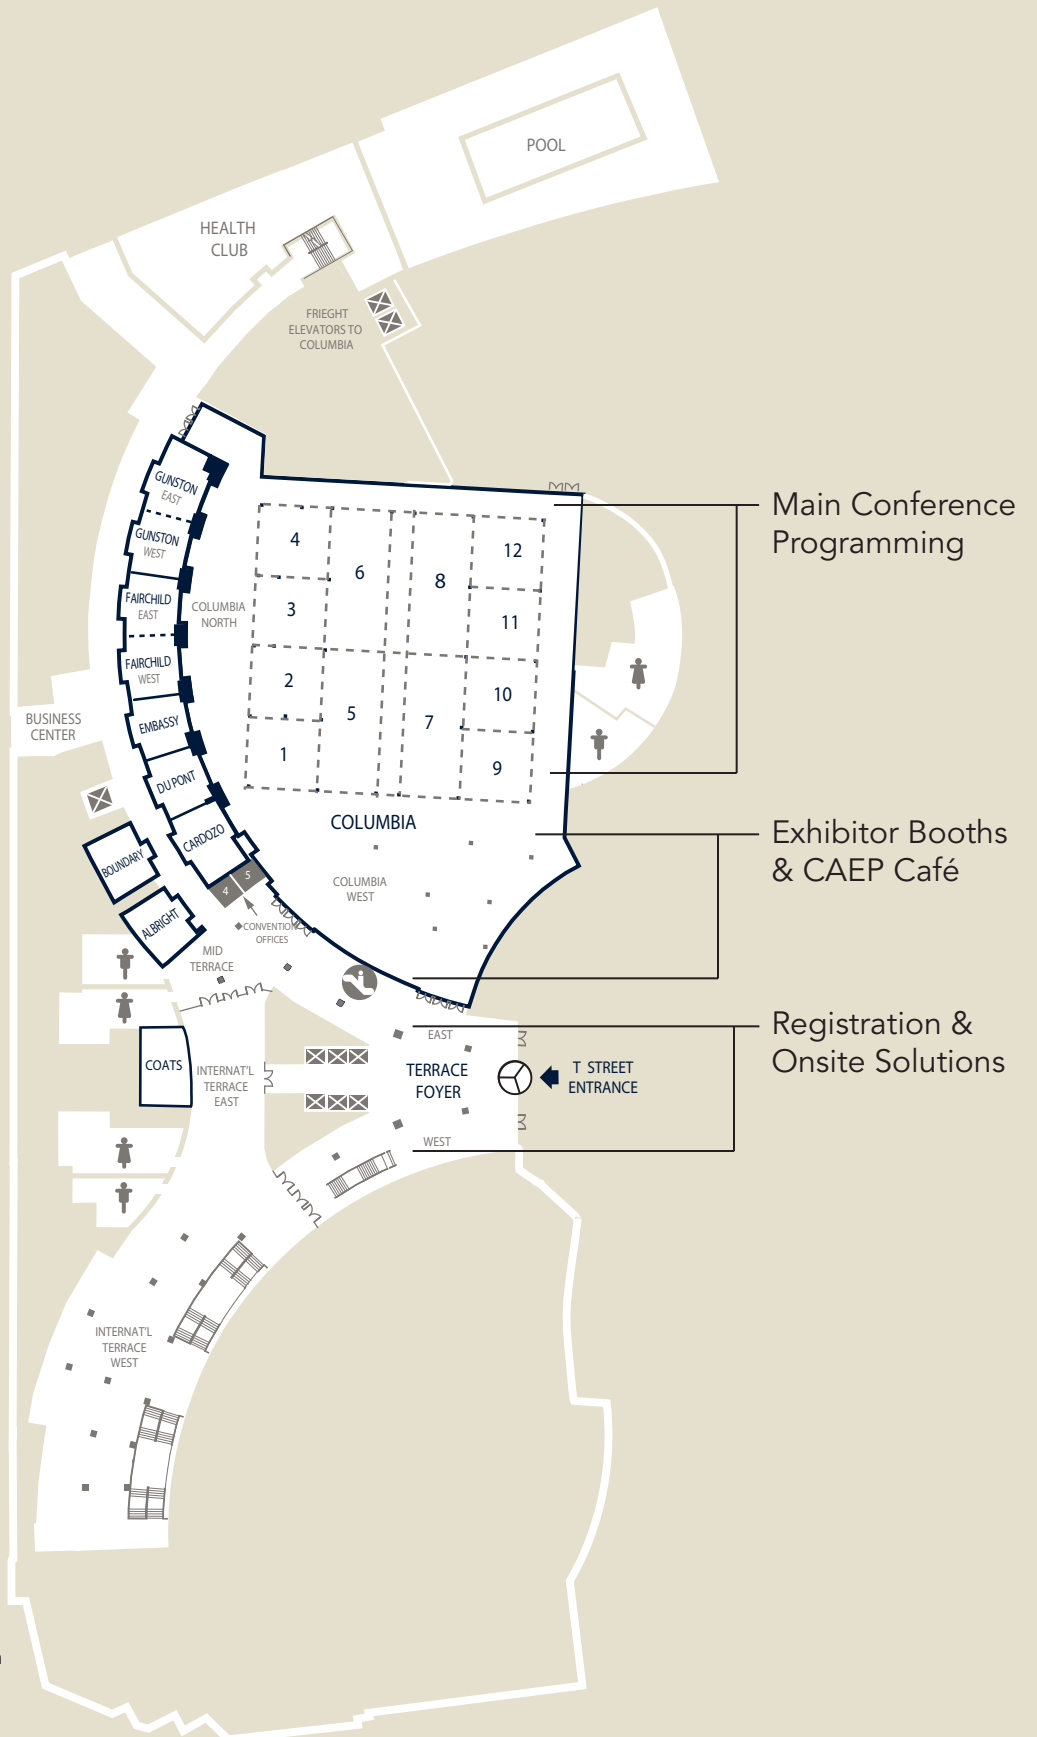 POOL
HEALTH
CLUB
FRIEGHT
ELEVATORS TO
COLUMBIA
GUNSTON
EAST
GUNSTON
WEST
FAIRCHILD
EAST
FAIRCHILD
WEST
EMBASSY
DU PONT
CARDOZO
BOUNDARY
ALBRIGHT
BUSINESS
CENTER
COLUMBIA
NORTH
4
3
2
1
6
5
8
7
12
11
10
9
COLUMBIA
COLUMBIA
WEST
4
5
CONVENTION
OFFICES
MID
TERRACE
COATS
INTERNAT'L
TERRACE
EAST
EAST
TERRACE
FOYER
WEST
T STREET
ENTRANCE
INTERNAT'L
TERRACE
WEST
Main Conference
Programming
Exhibitor Booths
& CAEP Café
Registration &
Onsite Solutions